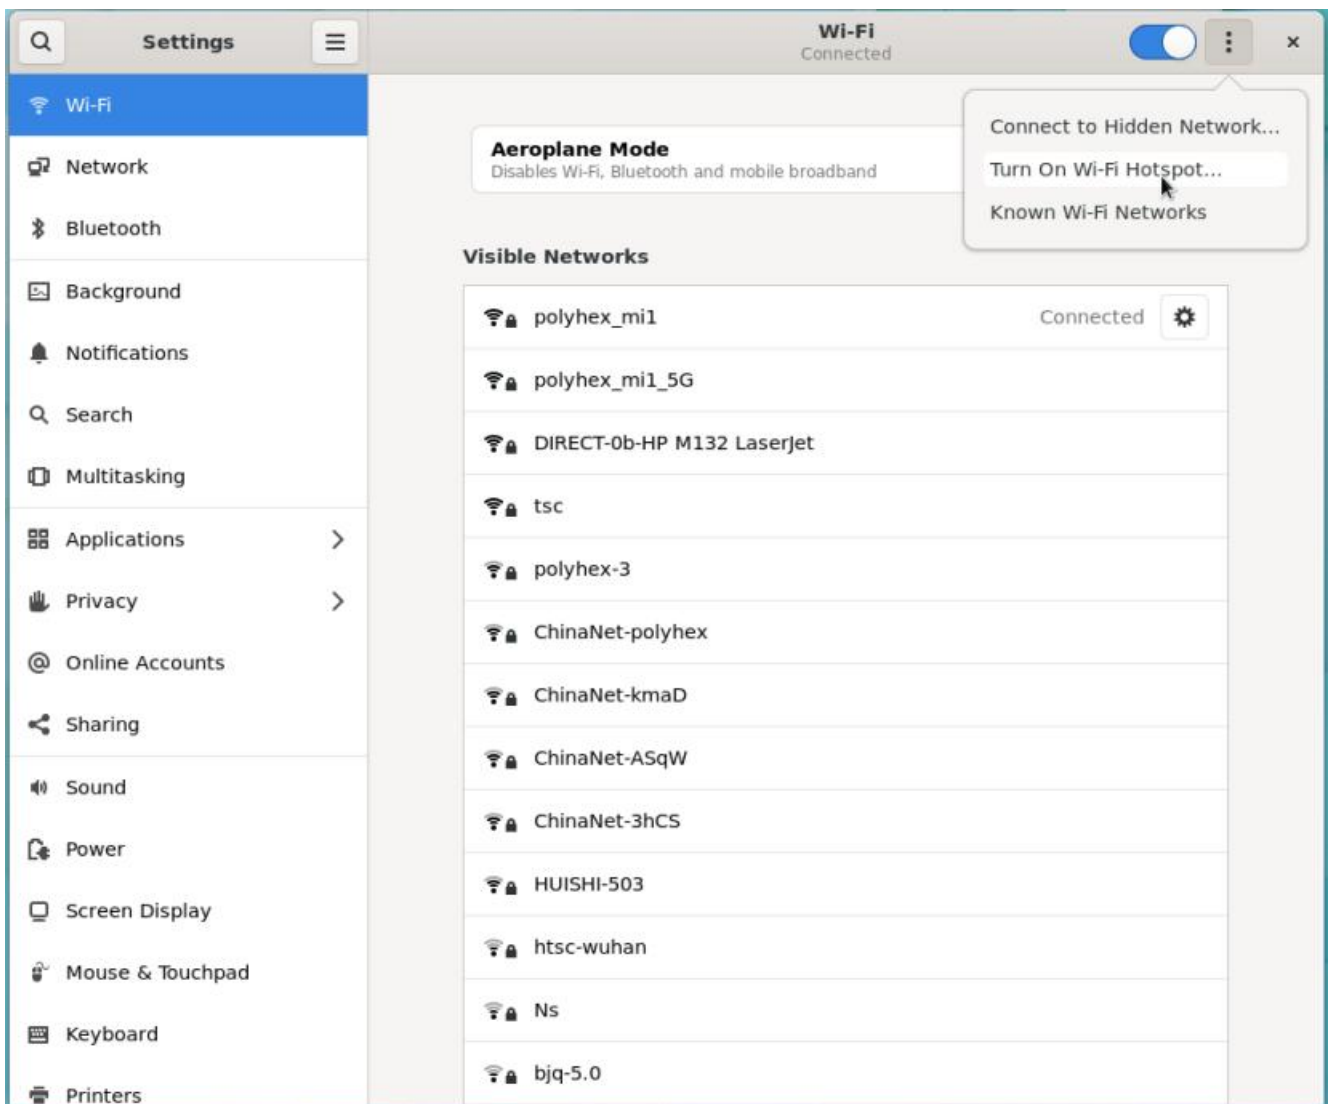 Settings
Wi-Fi
Connected
Wi-Fi
Network
Bluetooth
Background
Notifications
Search
Multitasking
Applications
Privacy
Online Accounts
Sharing
Sound
Power
Screen Display
Mouse & Touchpad
Keyboard
Printers
Connect to Hidden Network...
Turn On Wi-Fi Hotspot...
Known Wi-Fi Networks
Aeroplane Mode
Disables Wi-Fi, Bluetooth and mobile broadband
Visible Networks
polyhex_mi1 Connected
polyhex_mi1_5G
DIRECT-0b-HP M132 LaserJet
tsc
polyhex-3
ChinaNet-polyhex
ChinaNet-kmaD
ChinaNet-ASqW
ChinaNet-3hCS
HUISHI-503
htsc-wuhan
Ns
bjq-5.0